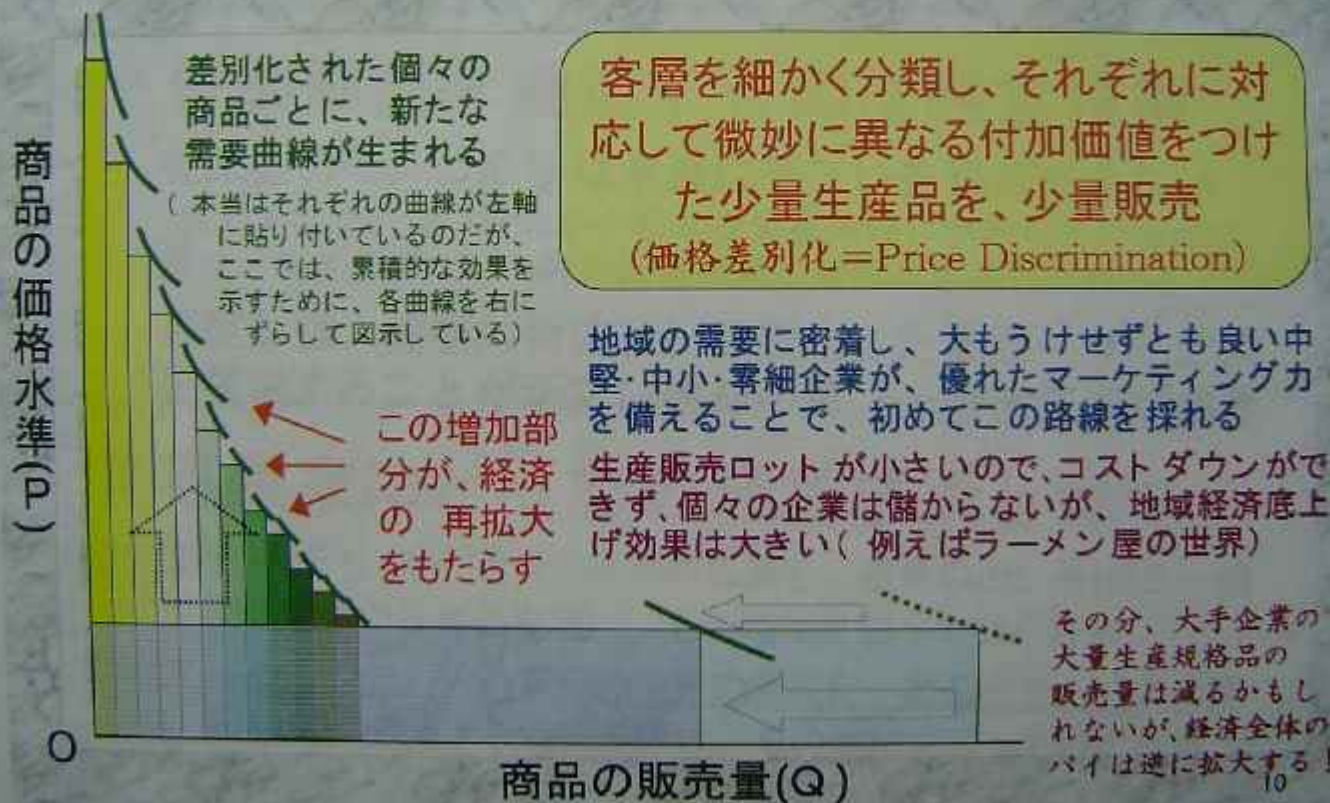 差別化された個々の
商品ごとに、新たな
需要曲線が生まれる
( 本当はそれぞれの曲線が左軸
に貼り付いているのだが、
ここでは、累積的な効果を
示すために、各曲線を右に
ずらして図示している)
客層を細かく分類し、それぞれに対
応して微妙に異なる付加価値をつけ
た少量生産品を、少量販売
(価格差別化=Price Discrimination)
地域の需要に密着し、大もうけせずとも良い中
堅・中小・零細企業が、優れたマーケティング力
を備えることで、初めてこの路線を採れる
生産販売ロットが小さいので、コストダウンがで
きず、個々の企業は儲からないが、地域経済底上
げ効果は大きい( 例えばラーメン屋の世界)
この増加部
分が、経済
の 再拡大
をもたらす
その分、大手企業の
大量生産規格品の
販売量は減るかもし
れないが、経済全体の
パイは逆に拡大する!
商品の価格水準(P)
O
商品の販売量(Q)
10